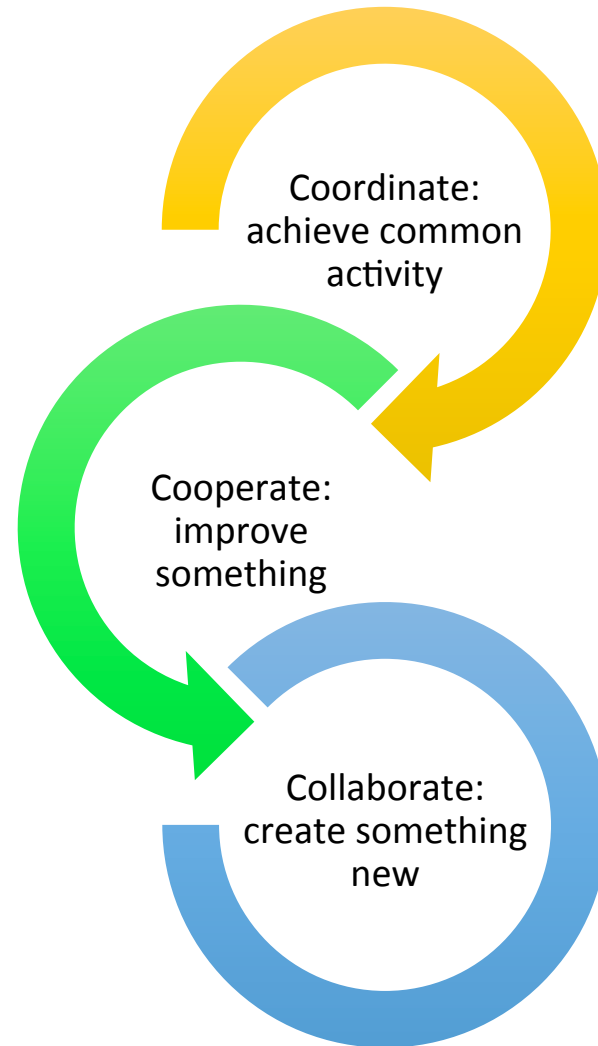 Coordinate:
achieve common
activity
Cooperate:
improve
something
Collaborate:
create something
new